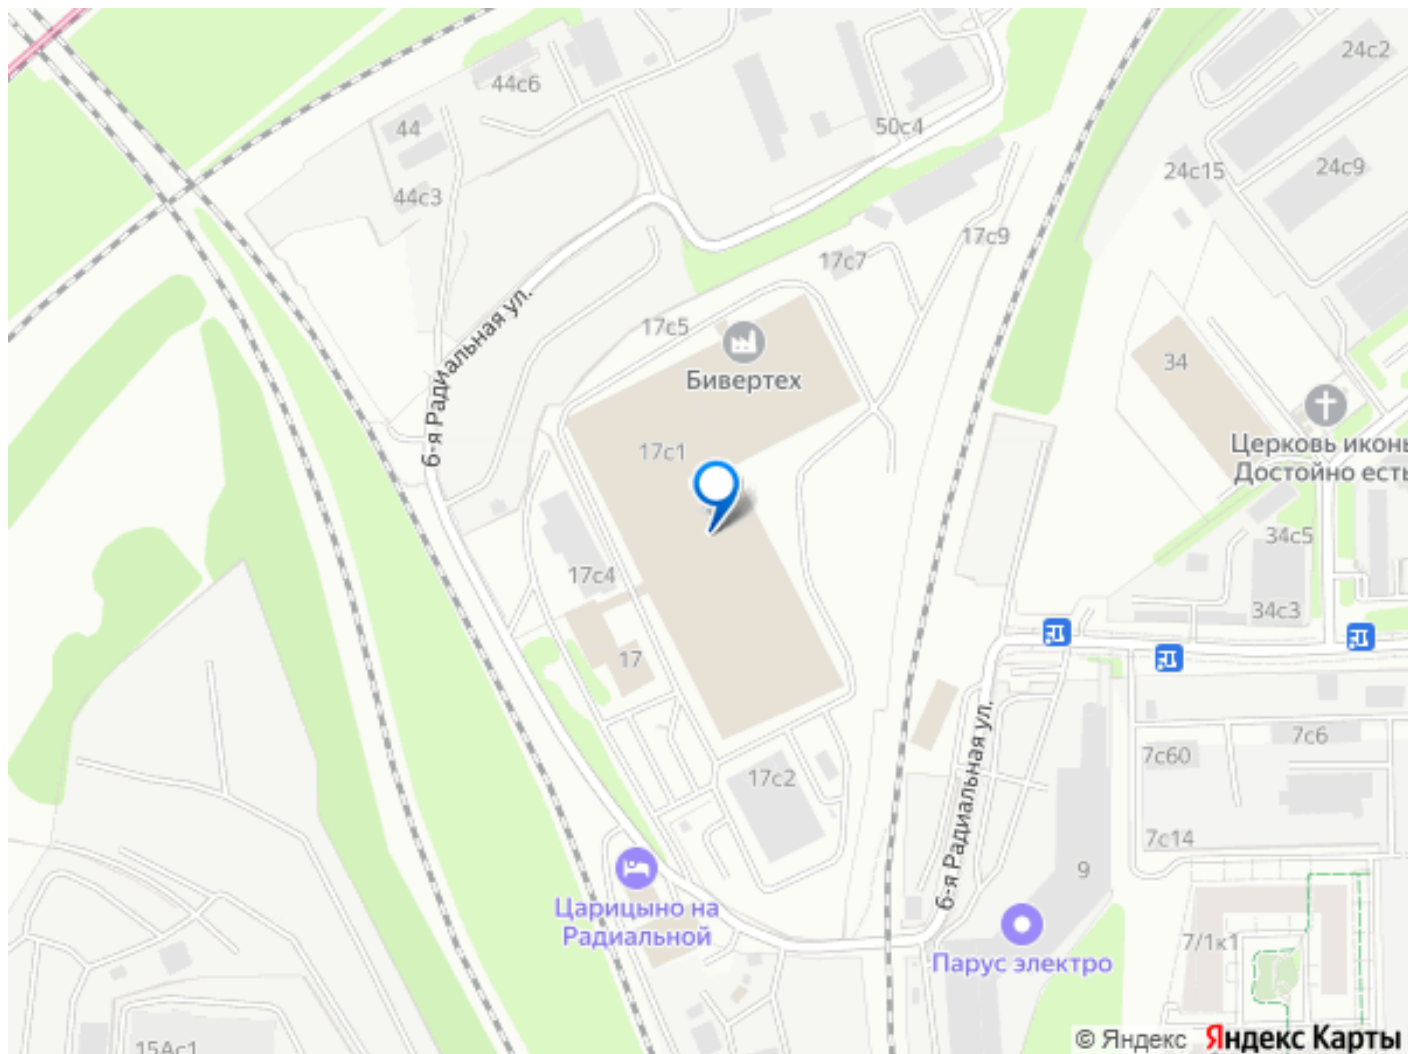 24с2
44с6
44
50с4
24с15
24с9
44с3
17с9
17с7
6-я Радиальная ул.
17с5
Бивертех
34
17с1
Церковь иконы
Достойно есть
34с5
17с4
34с3
17
6-я Радиальная ул.
7с6
7с60
17с2
7с14
9
Царицыно на
Радиальной
7/1к1
Парус электро
15Ас1
© Яндекс Яндекс Карты